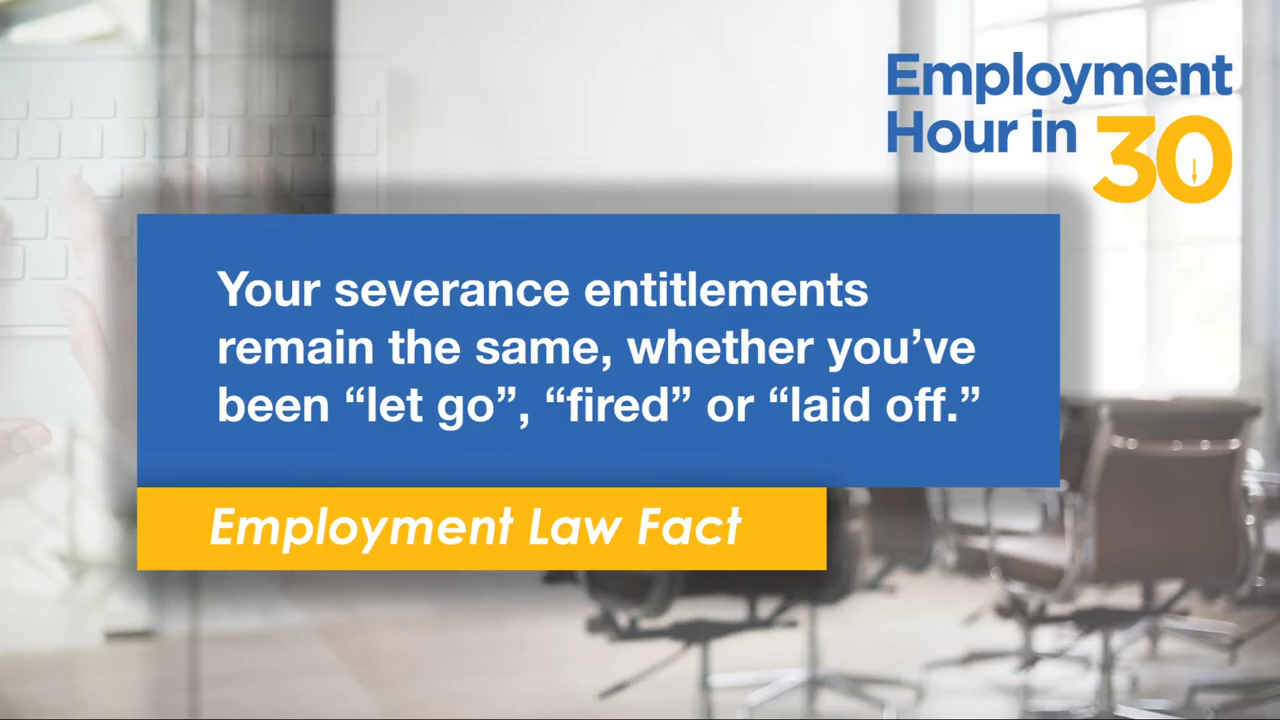 Employment
Hour in 30
Your severance entitlements
remain the same, whether you’ve
been “let go”, “fired” or “laid off.”
Employment Law Fact